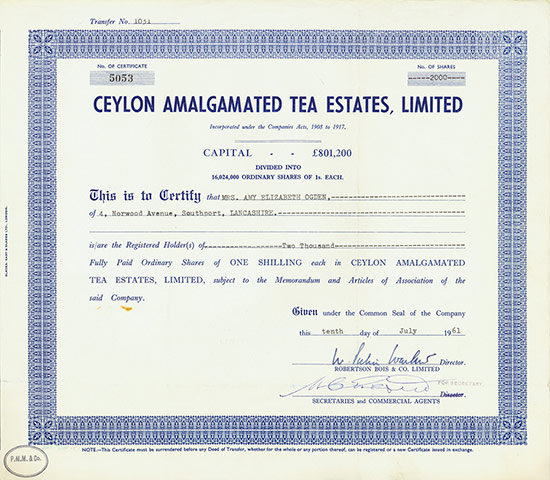 Transfer No. 1051
No. OF CERTIFICATE
5053
No. OF SHARES
-----2000-----
CEYLON AMALGAMATED TEA ESTATES, LIMITED
Incorporated under the Companies Acts, 1908 to 1917.
CAPITAL - - £801,200
DIVIDED INTO
16,024,000 ORDINARY SHARES OF 1s. EACH.
This is to Certify that MRS. AMY ELIZABETH OGDEN,
of 4, Norwood Avenue, Southport, LANCASHIRE.
is/are the Registered Holder(s) of Two Thousand
Fully Paid Ordinary Shares of ONE SHILLING each in CEYLON AMALGAMATED
TEA ESTATES, LIMITED, subject to the Memorandum and Articles of Association of the
said Company.
Given under the Common Seal of the Company
this tenth day of July 1961
Director.
ROBERTSON BOIS & CO. LIMITED
FOR SECRETARY
Director.
SECRETARIES and COMMERCIAL AGENTS
P.M.M. & Co.
NOTE.—This Certificate must be surrendered before any Deed of Transfer, whether for the whole or any portion thereof, can be registered or a new Certificate issued in exchange.